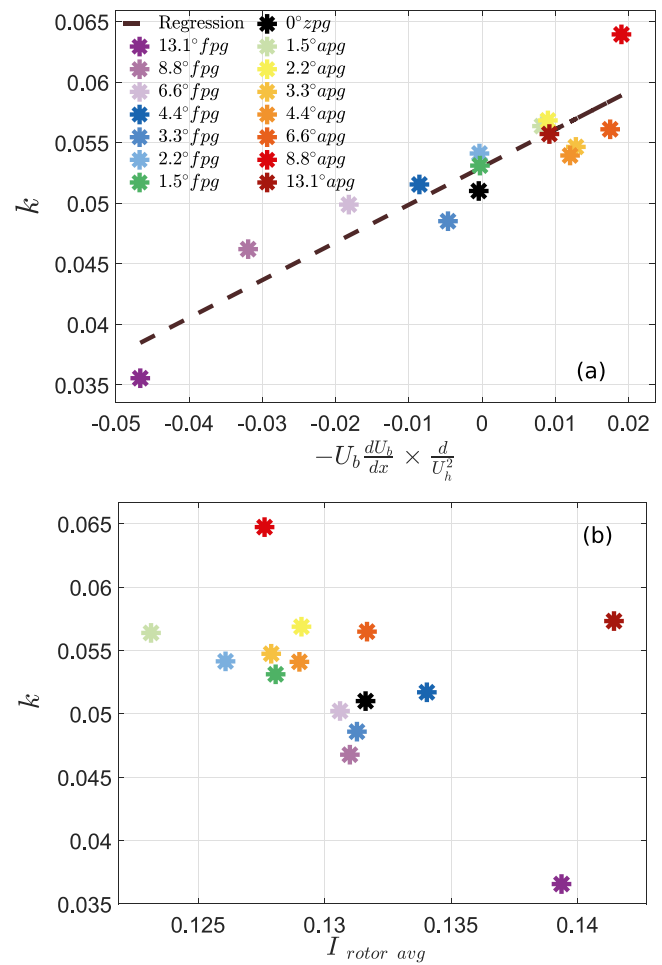 0.065
0.06
0.055
0.05
0.045
0.04
0.035
k
Regression
13.1°fpg
8.8°fpg
6.6°fpg
4.4°fpg
3.3°fpg
2.2°fpg
1.5°fpg
0°zpg
1.5°apg
2.2°apg
3.3°apg
4.4°apg
6.6°apg
8.8°apg
13.1°apg
(a)
-0.05 -0.04 -0.03 -0.02 -0.01 0 0.01 0.02
−U_b dU_b/dx × d/U_h^2
(b)
0.065
0.06
0.055
0.05
0.045
0.04
0.035
k
0.125 0.13 0.135 0.14
I rotor avg